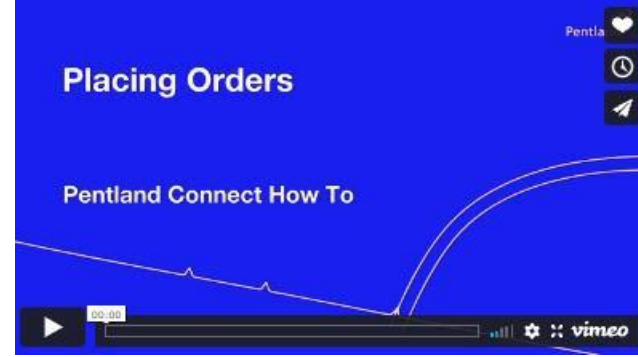 Pentla
Placing Orders
Pentland Connect How To
00:00
vimeo